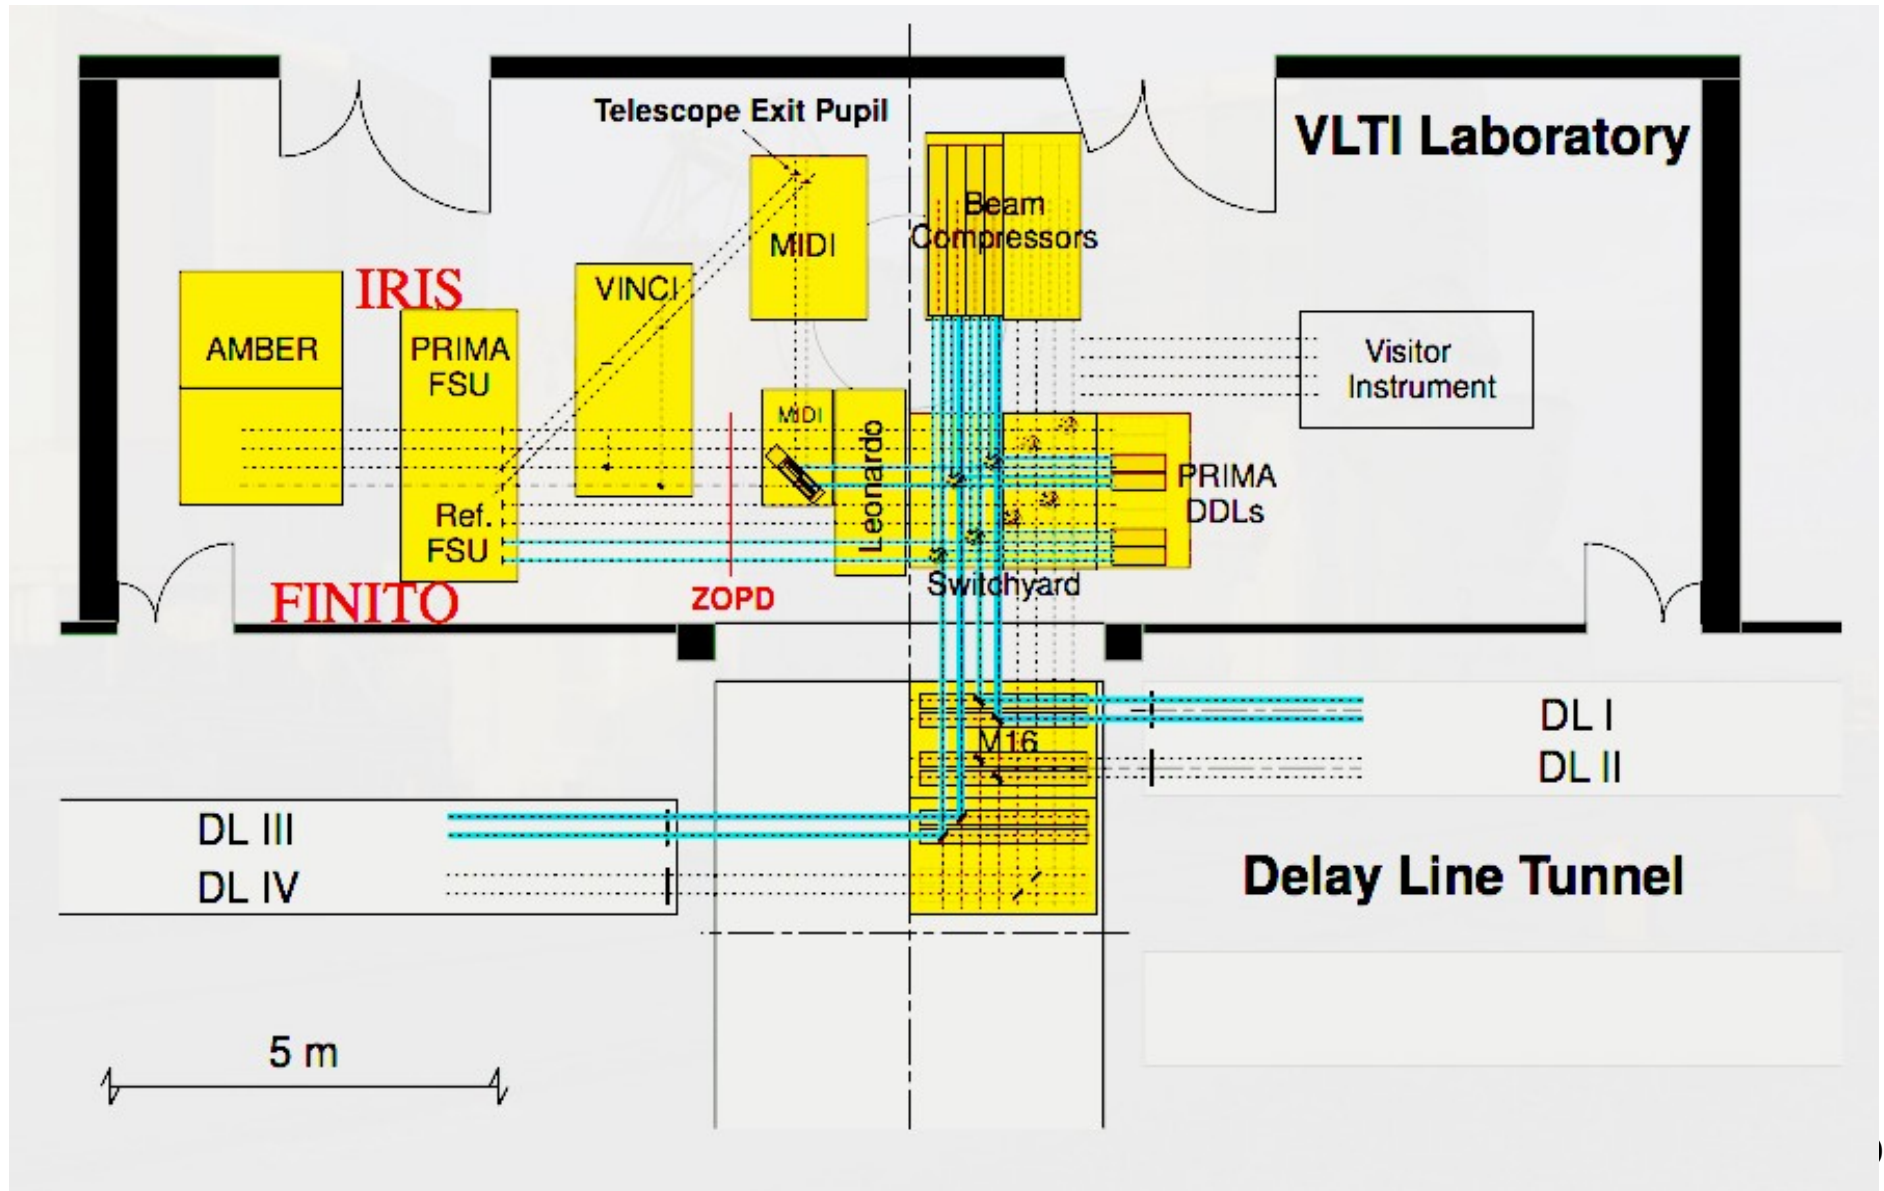 Telescope Exit Pupil
VLTI Laboratory
MIDI
Beam
Compressors
IRIS
VINCI
AMBER
PRIMA
FSU
Visitor
Instrument
MIDI
Leonardo
PRIMA
DDLs
Ref.
FSU
Switchyard
FINITO
ZOPD
M16
DL I
DL II
DL III
DL IV
Delay Line Tunnel
5 m